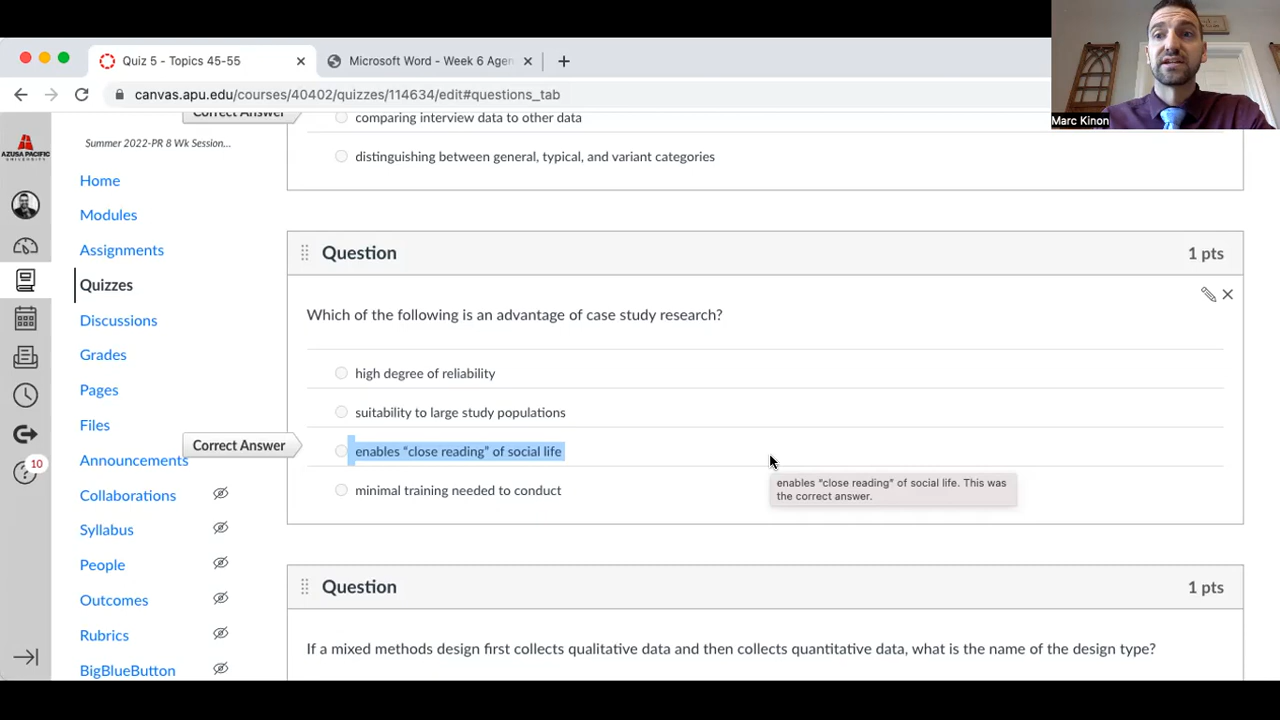 Quiz 5 - Topics 45-55
Microsoft Word - Week 6 Agen
canvas.apu.edu/courses/40402/quizzes/114634/edit#questions_tab
Marc Kinon
AZUSA PACIFIC
UNIVERSITY
Summer 2022-PR 8 Wk Session...
Home
Modules
Assignments
Quizzes
Discussions
Grades
Pages
Files
Announcements
Collaborations
Syllabus
People
Outcomes
Rubrics
BigBlueButton
10
Correct Answer
comparing interview data to other data
distinguishing between general, typical, and variant categories
Question 1 pts
Which of the following is an advantage of case study research?
high degree of reliability
suitability to large study populations
Correct Answer
enables “close reading” of social life
minimal training needed to conduct
enables “close reading” of social life. This was
the correct answer.
Question 1 pts
If a mixed methods design first collects qualitative data and then collects quantitative data, what is the name of the design type?